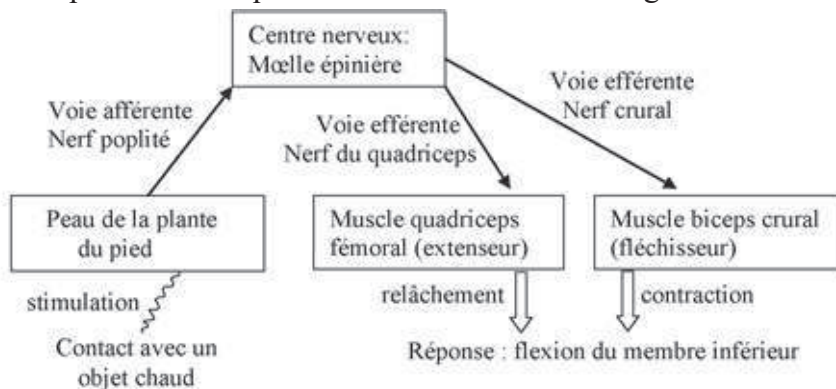 Centre nerveux:
Mœlle épinière
Voie efférente
Nerf crural
Voie afférente
Nerf poplité
Voie efférente
Nerf du quadriceps
Peau de la plante
du pied
Muscle quadriceps
fémoral (extenseur)
Muscle biceps crural
(fléchisseur)
stimulation
relâchement
contraction
Contact avec un
objet chaud
Réponse : flexion du membre inférieur